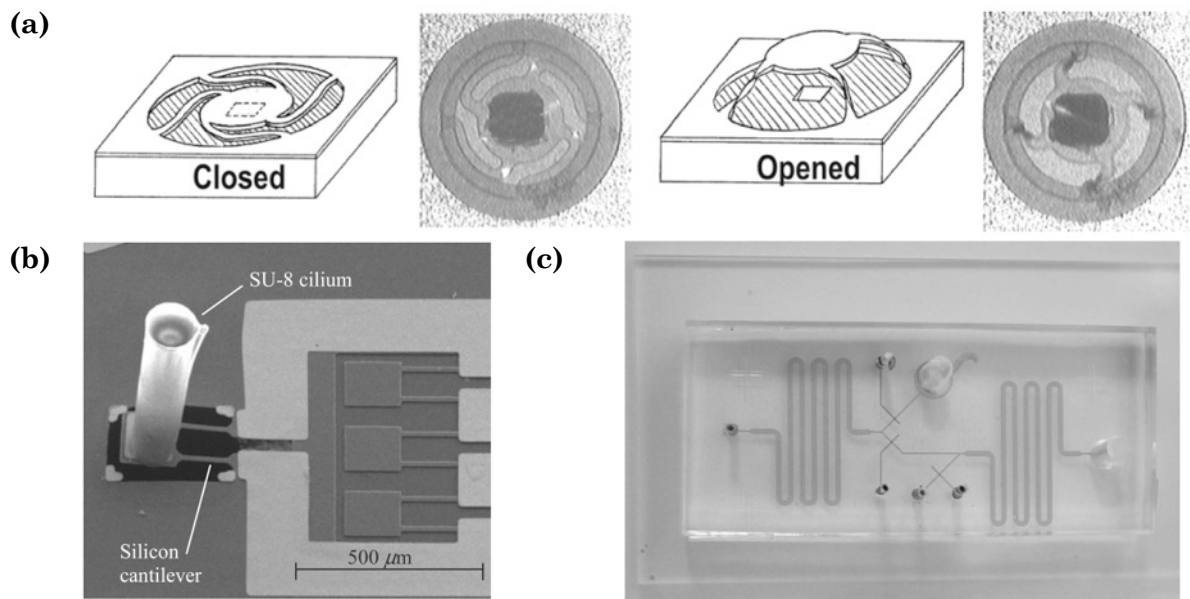 (a)
Closed
Opened
(b)
SU-8 cilium
Silicon
cantilever
500 μm
(c)